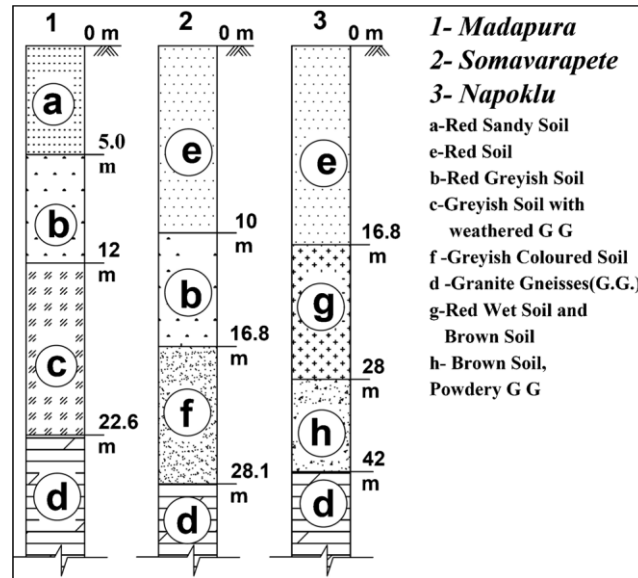 1
0 m
a
5.0
m
b
12
m
c
22.6
m
d
2
0 m
e
10
m
b
16.8
m
f
28.1
m
d
3
0 m
e
16.8
m
g
28
m
h
42
m
d
1- Madapura
2- Somavarapete
3- Napoklu
a-Red Sandy Soil
e-Red Soil
b-Red Greyish Soil
c-Greyish Soil with
weathered G G
f -Greyish Coloured Soil
d -Granite Gneisses(G.G.)
g-Red Wet Soil and
Brown Soil
h- Brown Soil,
Powdery G G